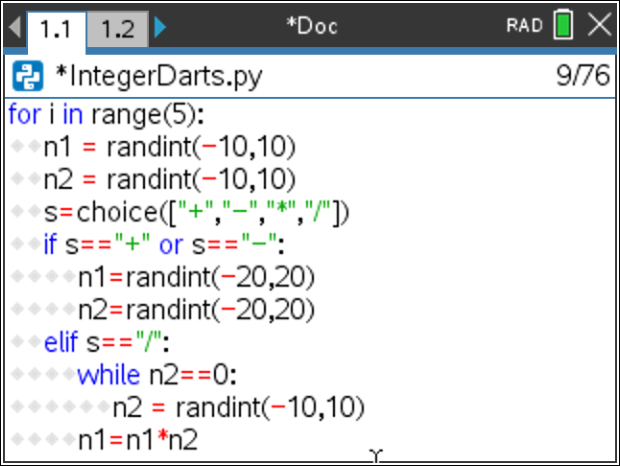 1.1 1.2 *Doc RAD
*IntegerDarts.py 9/76
for i in range(5):
n1 = randint(-10,10)
n2 = randint(-10,10)
s=choice(["+","-","*","/"])
if s=="+" or s=="-":
n1=randint(-20,20)
n2=randint(-20,20)
elif s=="/":
while n2==0:
n2 = randint(-10,10)
n1=n1*n2